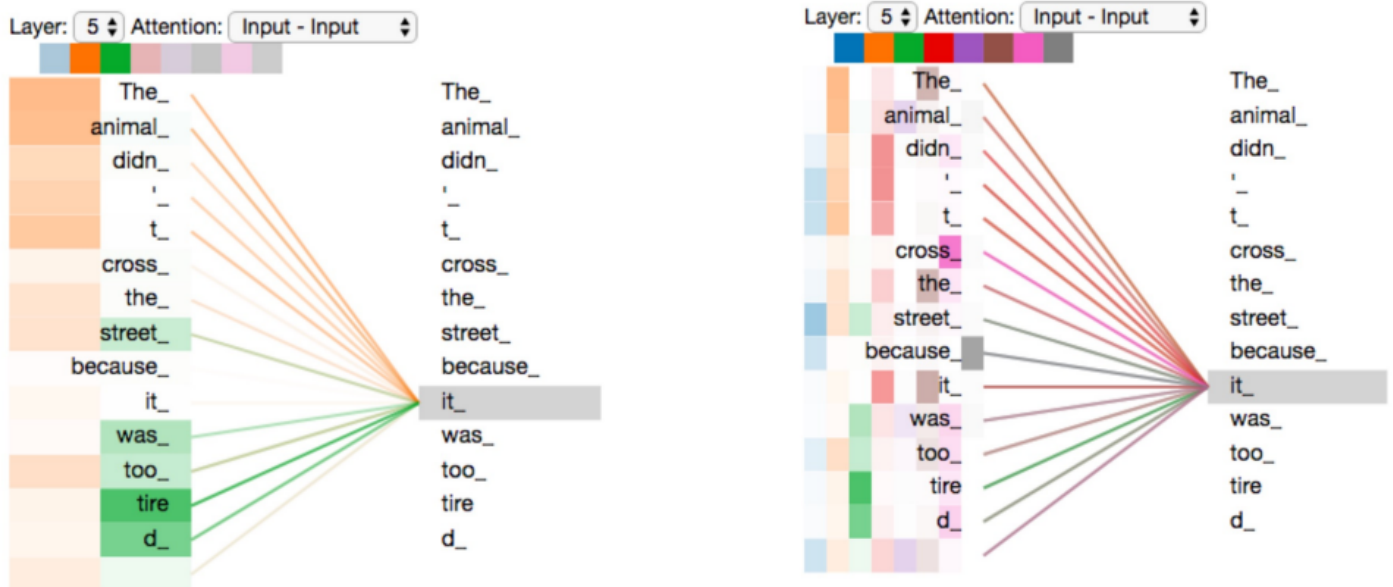 Layer: 5 Attention: Input - Input
The_ The_
animal_ animal_
didn_ didn_
'_ '_
t_ t_
cross_ cross_
the_ the_
street_ street_
because_ because_
it_ it_
was_ was_
too_ too_
tire tire
d_ d_
Layer: 5 Attention: Input - Input
The_ The_
animal_ animal_
didn_ didn_
'_ '_
t_ t_
cross_ cross_
the_ the_
street_ street_
because_ because_
it_ it_
was_ was_
too_ too_
tire tire
d_ d_